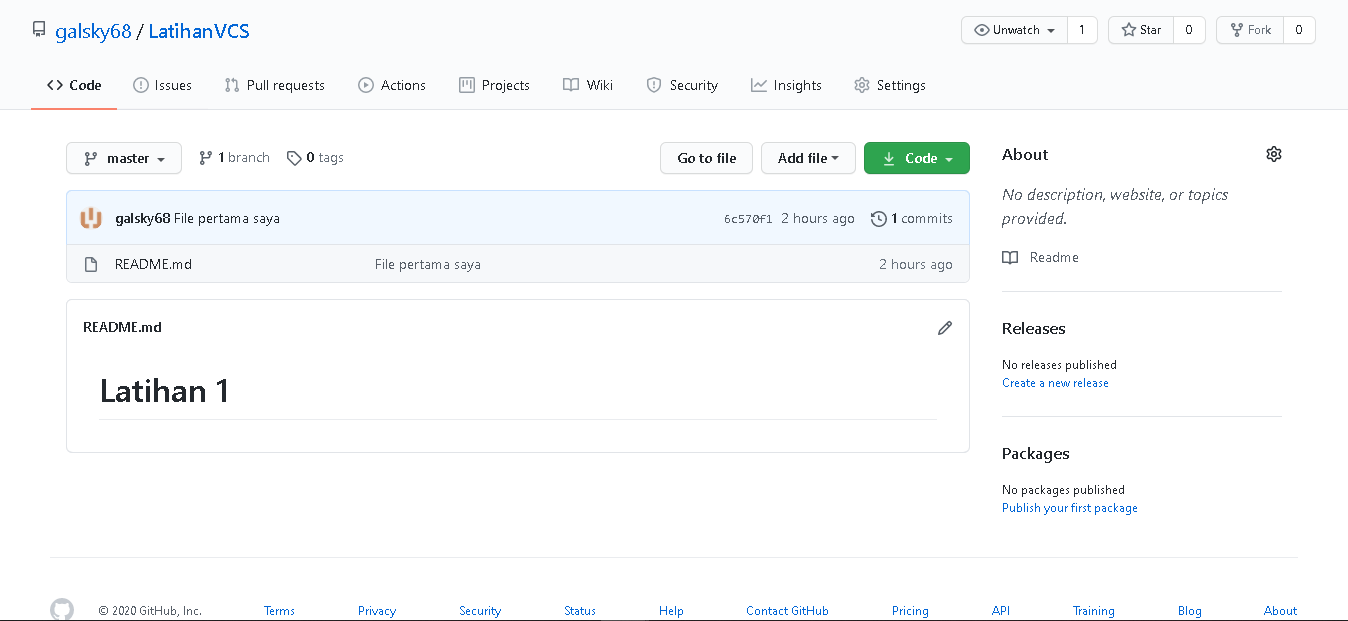 galsky68 / LatihanVCS
Unwatch 1 Star 0 Fork 0
Code Issues Pull requests Actions Projects Wiki Security Insights Settings
master 1 branch 0 tags Go to file Add file Code
galsky68 File pertama saya 6c570f1 2 hours ago 1 commits
README.md File pertama saya 2 hours ago
README.md
Latihan 1
About
No description, website, or topics
provided.
Readme
Releases
No releases published
Create a new release
Packages
No packages published
Publish your first package
© 2020 GitHub, Inc. Terms Privacy Security Status Help Contact GitHub Pricing API Training Blog About